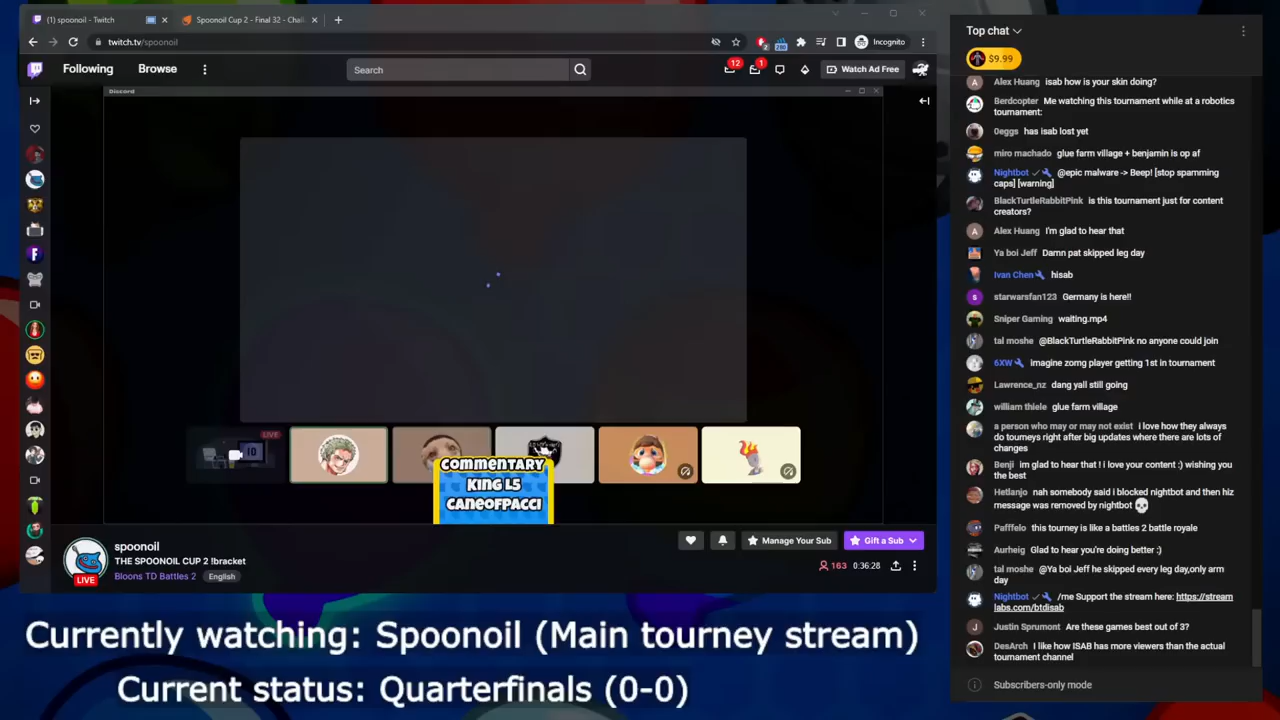 spoonoil - Twitch
Spoonoil Cup 2 - Final 32 - Chall
twitch.tv/spoonoil
Incognito
2
280
Following
Browse
Search
12
1
Watch Ad Free
Discord
LIVE
COMMENTARY
KING LS
CANEOFPACCI
LIVE
spoonoil
THE SPOONOIL CUP 2 !bracket
Bloons TD Battles 2
English
Manage Your Sub
Gift a Sub
163
0:36:28
Currently watching: Spoonoil (Main tourney stream)
Current status: Quarterfinals (0-0)
Top chat
$9.99
Alex Huang isab how is your skin doing?
Berdcopter Me watching this tournament while at a robotics
tournament:
0eggs has isab lost yet
miro machado glue farm village + benjamin is op af
Nightbot @epic malware -> Beep! [stop spamming
caps] [warning]
BlackTurtleRabbitPink is this tournament just for content
creators?
Alex Huang I'm glad to hear that
Ya boi Jeff Damn pat skipped leg day
Ivan Chen hisab
starwarsfan123 Germany is here!!
Sniper Gaming waiting.mp4
tal moshe @BlackTurtleRabbitPink no anyone could join
6XW imagine zomg player getting 1st in tournament
Lawrence_nz dang yall still going
william thiele glue farm village
a person who may or may not exist i love how they always
do tourneys right after big updates where there are lots of
changes
Benji im glad to hear that ! i love your content :) wishing you
the best
Hetlanjo nah somebody said i blocked nightbot and then hiz
message was removed by nightbot 💀
Pafffelo this tourney is like a battles 2 battle royale
Aurheig Glad to hear you're doing better :)
tal moshe @Ya boi Jeff he skipped every leg day,only arm
day
Nightbot /me Support the stream here: https://stream
labs.com/btdisab
Justin Sprumont Are these games best out of 3?
DesArch I like how ISAB has more viewers than the actual
tournament channel
Subscribers-only mode